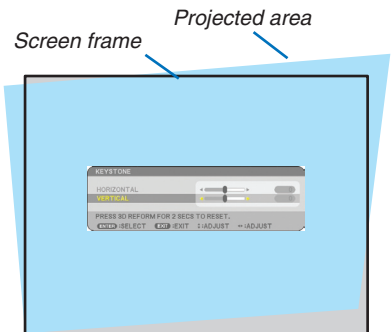 Projected area
Screen frame
KEYSTONE
HORIZONTAL
VERTICAL
PRESS 3D REFORM FOR 2 SECS TO RESET.
ENTER :SELECT EXIT :EXIT ↕:ADJUST ↔:ADJUST